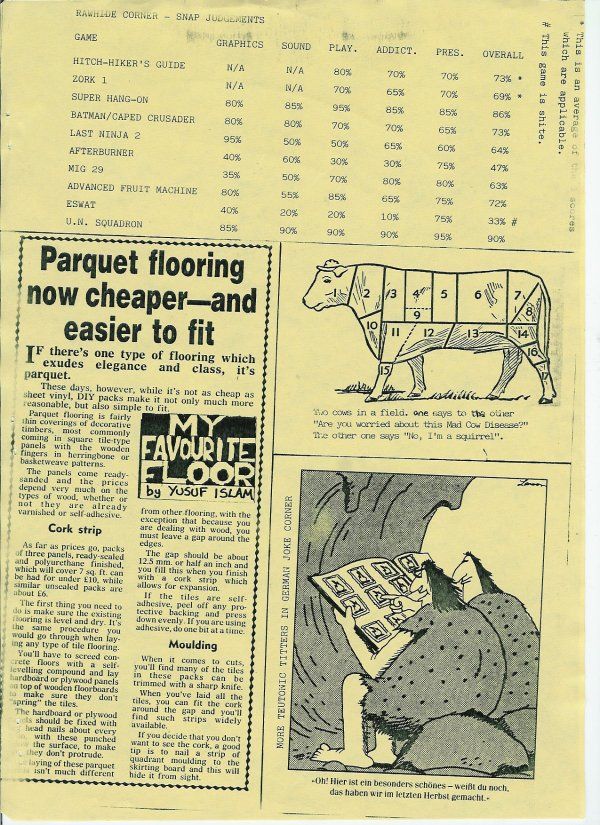 RAWHIDE CORNER - SNAP JUDGEMENTS
GAME GRAPHICS SOUND PLAY. ADDICT. PRES. OVERALL
HITCH-HIKER'S GUIDE N/A N/A 80% 70% 70% 73% *
ZORK 1 N/A N/A 70% 65% 70% 69% *
SUPER HANG-ON 80% 85% 95% 85% 85% 86%
BATMAN/CAPED CRUSADER 80% 80% 70% 70% 65% 73%
LAST NINJA 2 95% 50% 50% 65% 60% 64%
AFTERBURNER 40% 60% 30% 30% 75% 47%
MIG 29 35% 50% 70% 80% 80% 63%
ADVANCED FRUIT MACHINE 80% 55% 85% 65% 75% 72%
ESWAT 40% 20% 20% 10% 75% 33% #
U.N. SQUADRON 85% 90% 90% 90% 95% 90%
* This is an average of the scores
which are applicable.
# This game is shite.
Parquet flooring
now cheaper—and
easier to fit
IF there's one type of flooring which
exudes elegance and class, it's
parquet.
These days, however, while it's not as cheap as
sheet vinyl, DIY packs make it not only much more
reasonable, but also simple to fit.
Parquet flooring is fairly
thin coverings of decorative
timbers, most commonly
coming in square tile-type
panels with the wooden
fingers in herringbone or
basketweave patterns.
The panels come ready-
sanded and the prices
depend very much on the
types of wood, whether or
not they are already
varnished or self-adhesive.
Cork strip
As far as prices go, packs
of three panels, ready-sealed
and polyurethane finished,
which will cover 7 sq. ft. can
be had for under £10, while
similar unsealed packs are
about £6.
The first thing you need to
do is make sure the existing
flooring is level and dry. It's
the same procedure you
would go through when lay-
ing any type of tile flooring.
You'll have to screed con-
crete floors with a self-
levelling compound and lay
hardboard or plywood panels
on top of wooden floorboards
to make sure they don't
"spring" the tiles.
The hardboard or plywood
should be fixed with
head nails about every
with these punched
the surface, to make
they don't protrude.
laying of these parquet
isn't much different
MY
FAVOURITE
FLOOR
by YUSUF ISLAM
from other flooring, with the
exception that because you
are dealing with wood, you
must leave a gap around the
edges.
The gap should be about
12.5 mm. or half an inch and
you fill this when you finish
with a cork strip which
allows for expansion.
If the tiles are self-
adhesive, peel off any pro-
tective backing and press
down evenly. If you are using
adhesive, do one bit at a time.
Moulding
When it comes to cuts,
you'll find many of the tiles
in these packs can be
trimmed with a sharp knife.
When you've laid all the
tiles, you can fit the cork
around the gap and you'll
find such strips widely
available.
If you decide that you don't
want to see the cork, a good
tip is to nail a strip of
quadrant moulding to the
skirting board and this will
hide it from sight.
1 2 3 4 5 6 7
8
9
10 11 12 13 14
15 16
17
Two cows in a field. one says to the other
"Are you worried about this Mad Cow Disease?"
The other one says "No, I'm a squirrel".
MORE TEUTONIC TITTERS IN GERMAN JOKE CORNER
Larson
»Oh! Hier ist ein besonders schönes – weißt du noch,
das haben wir im letzten Herbst gemacht.«